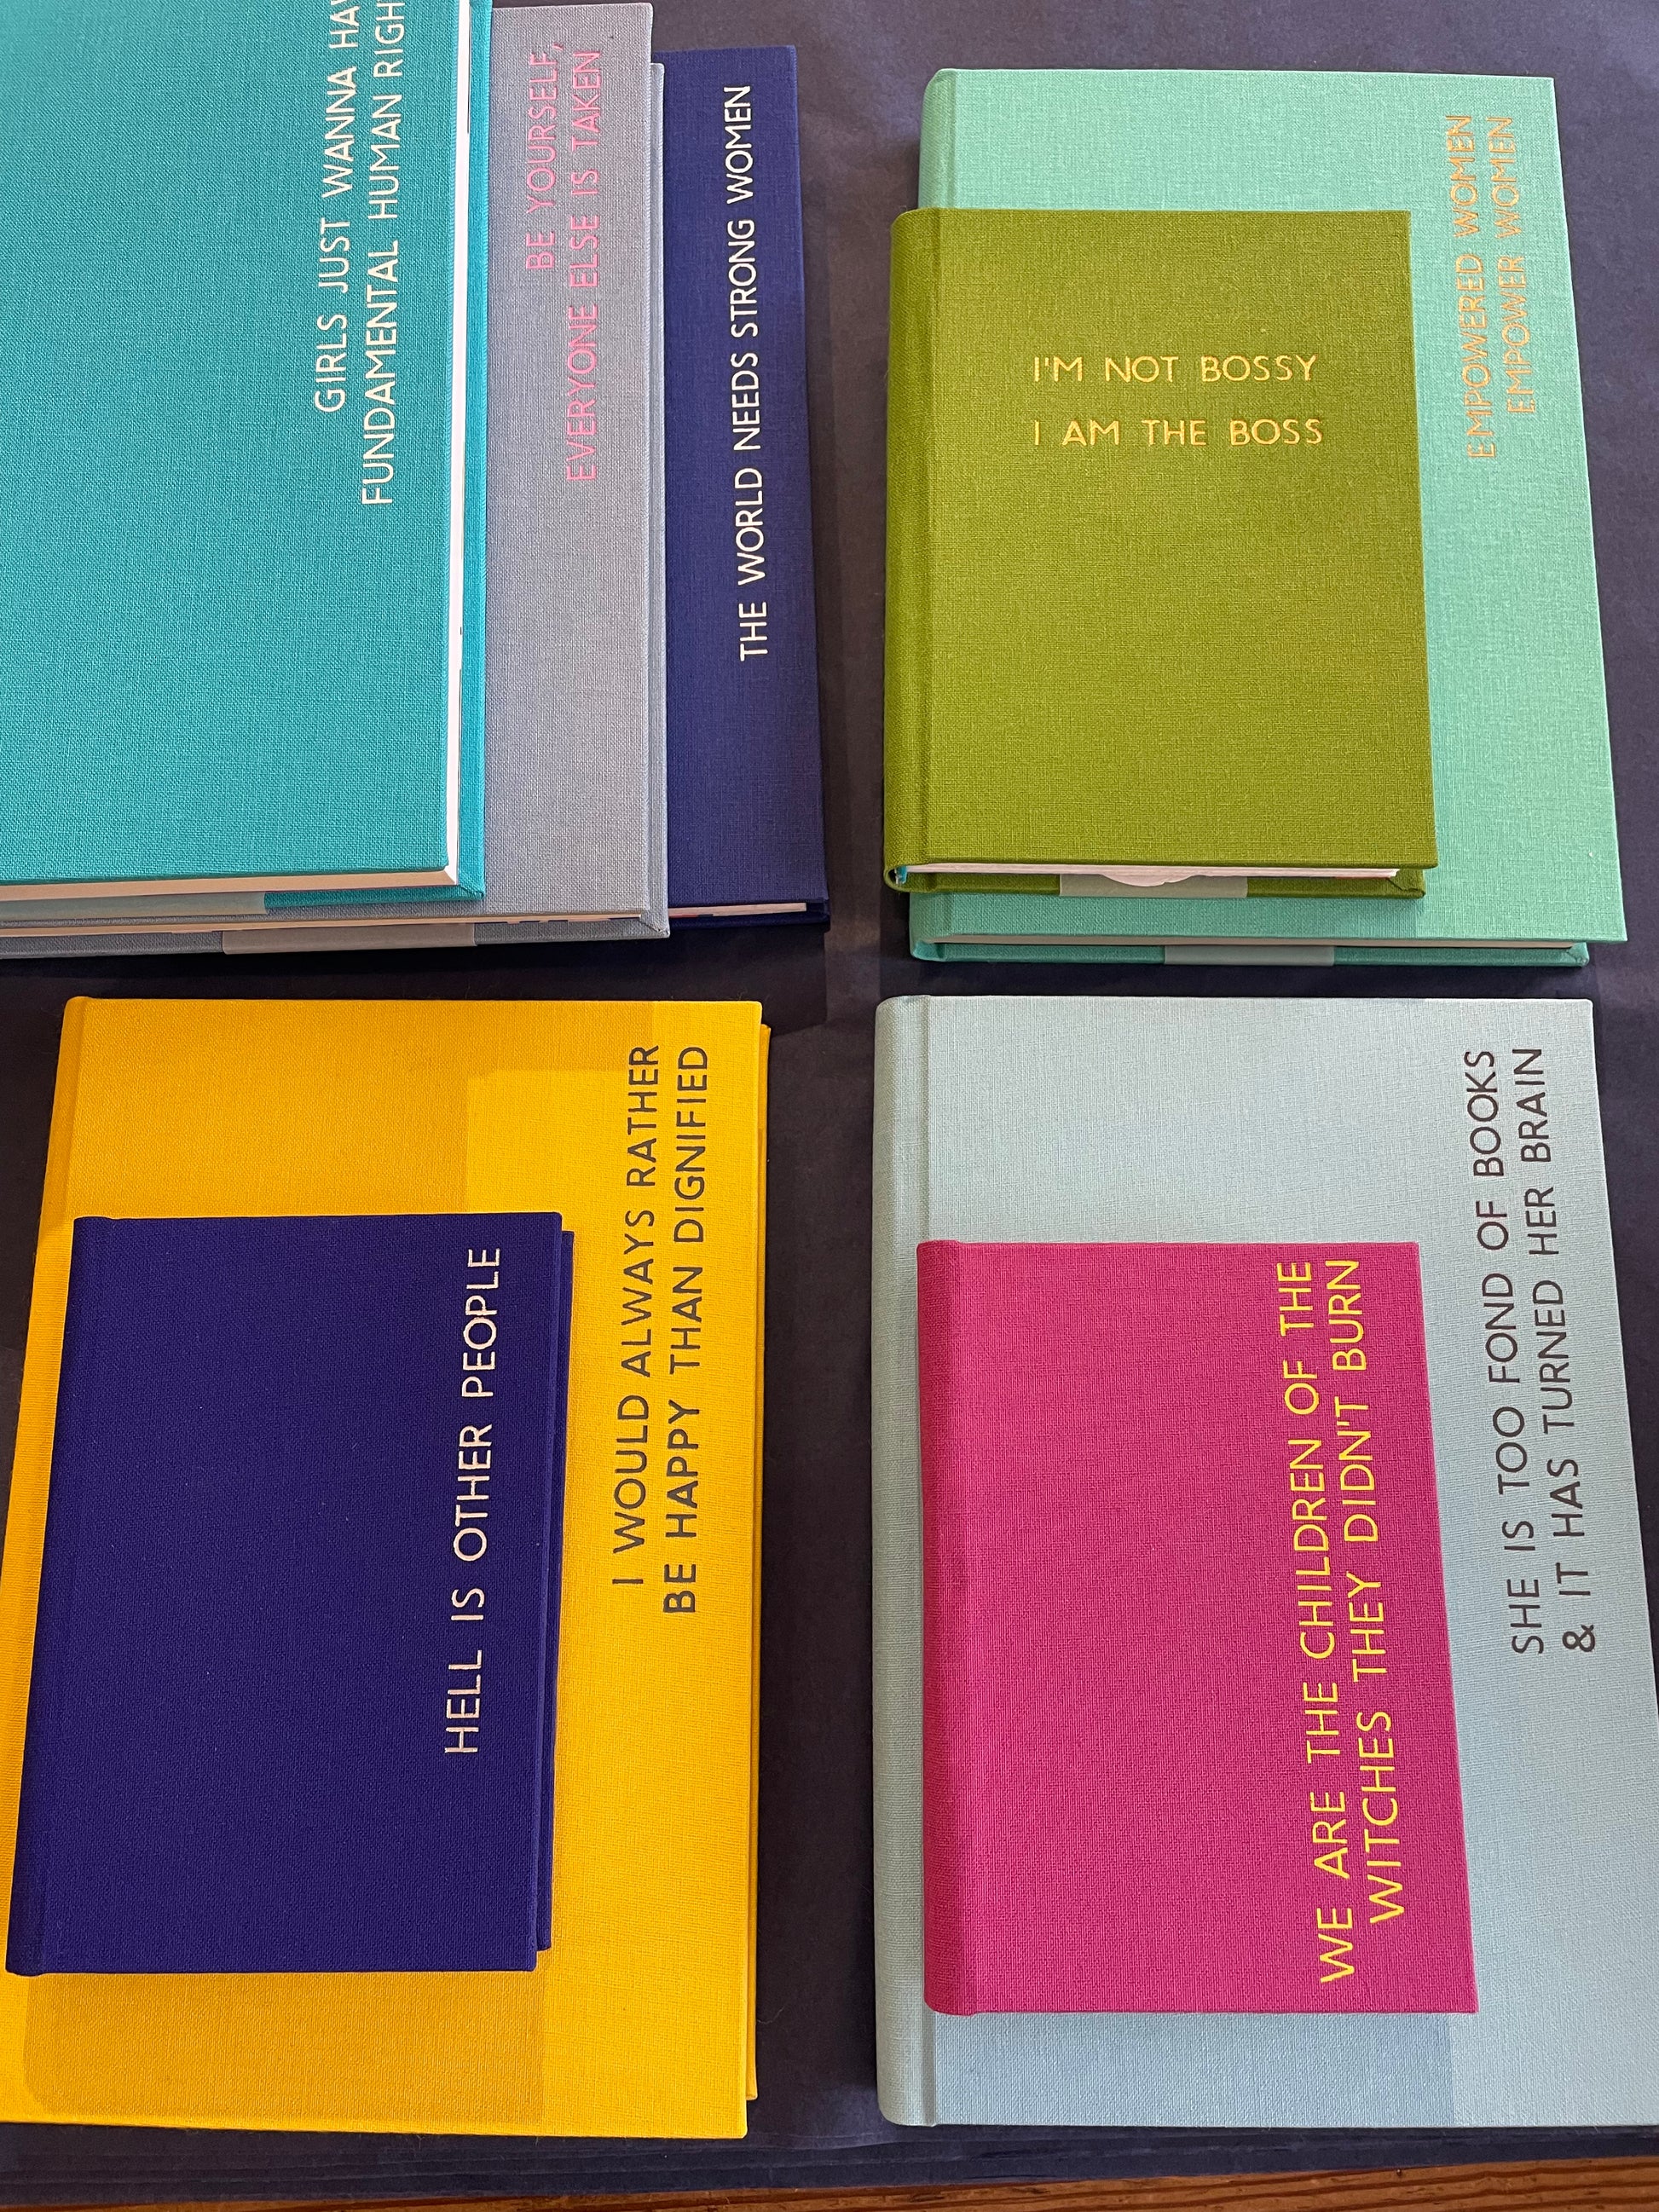 GIRLS JUST WANNA
FUNDAMENTAL HUMAN
BE YOURSELF,
EVERYONE ELSE IS TAKEN
THE WORLD NEEDS STRONG WOMEN
I'M NOT BOSSY
I AM THE BOSS
EMPOWERED WOMEN
EMPOWER WOMEN
HELL IS OTHER PEOPLE
I WOULD ALWAYS RATHER
BE HAPPY THAN DIGNIFIED
WE ARE THE CHILDREN OF THE
WITCHES THEY DIDN'T BURN
SHE IS TOO FOND OF BOOKS
& IT HAS TURNED HER BRAIN